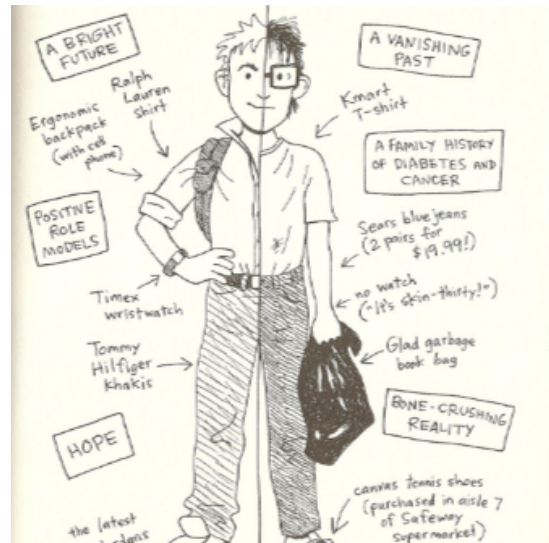 A BRIGHT
FUTURE
Ralph
Lauren
shirt
Ergonomic
backpack
(with cell
phone)
POSITIVE
ROLE
MODELS
Timex
wristwatch
Tommy
Hilfiger
khakis
HOPE
the latest
A VANISHING
PAST
Kmart
T-shirt
A FAMILY HISTORY
OF DIABETES AND
CANCER
Sears blue jeans
(2 pairs for
$19.99!)
no watch
("It's skin-thirty!")
Glad garbage
book bag
BONE-CRUSHING
REALITY
canvas tennis shoes
(purchased in aisle 7
of Safeway
supermarket)